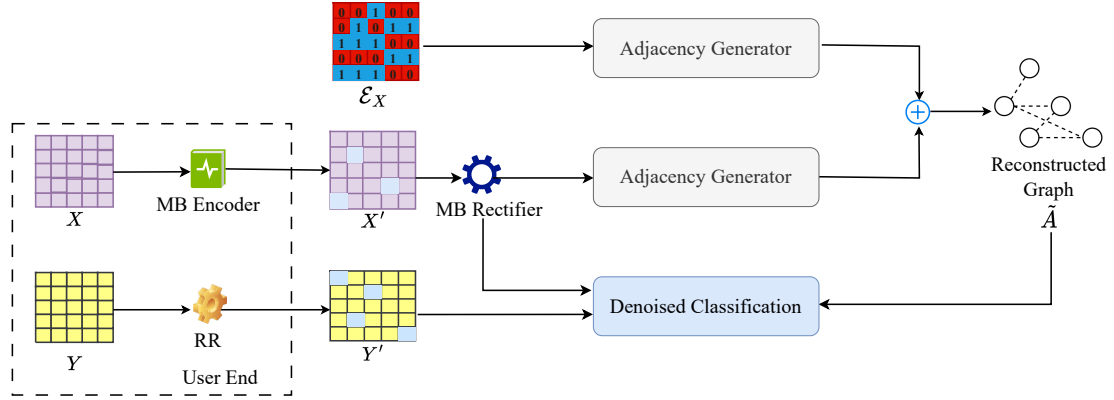 0 0 1 0 0
0 1 0 1 1
1 1 1 0 0
0 0 0 1 1
1 1 1 0 0
ℰ_X
Adjacency Generator
X
MB Encoder
X′
MB Rectifier
Adjacency Generator
Reconstructed
Graph
Ã
Y
RR
User End
Y′
Denoised Classification